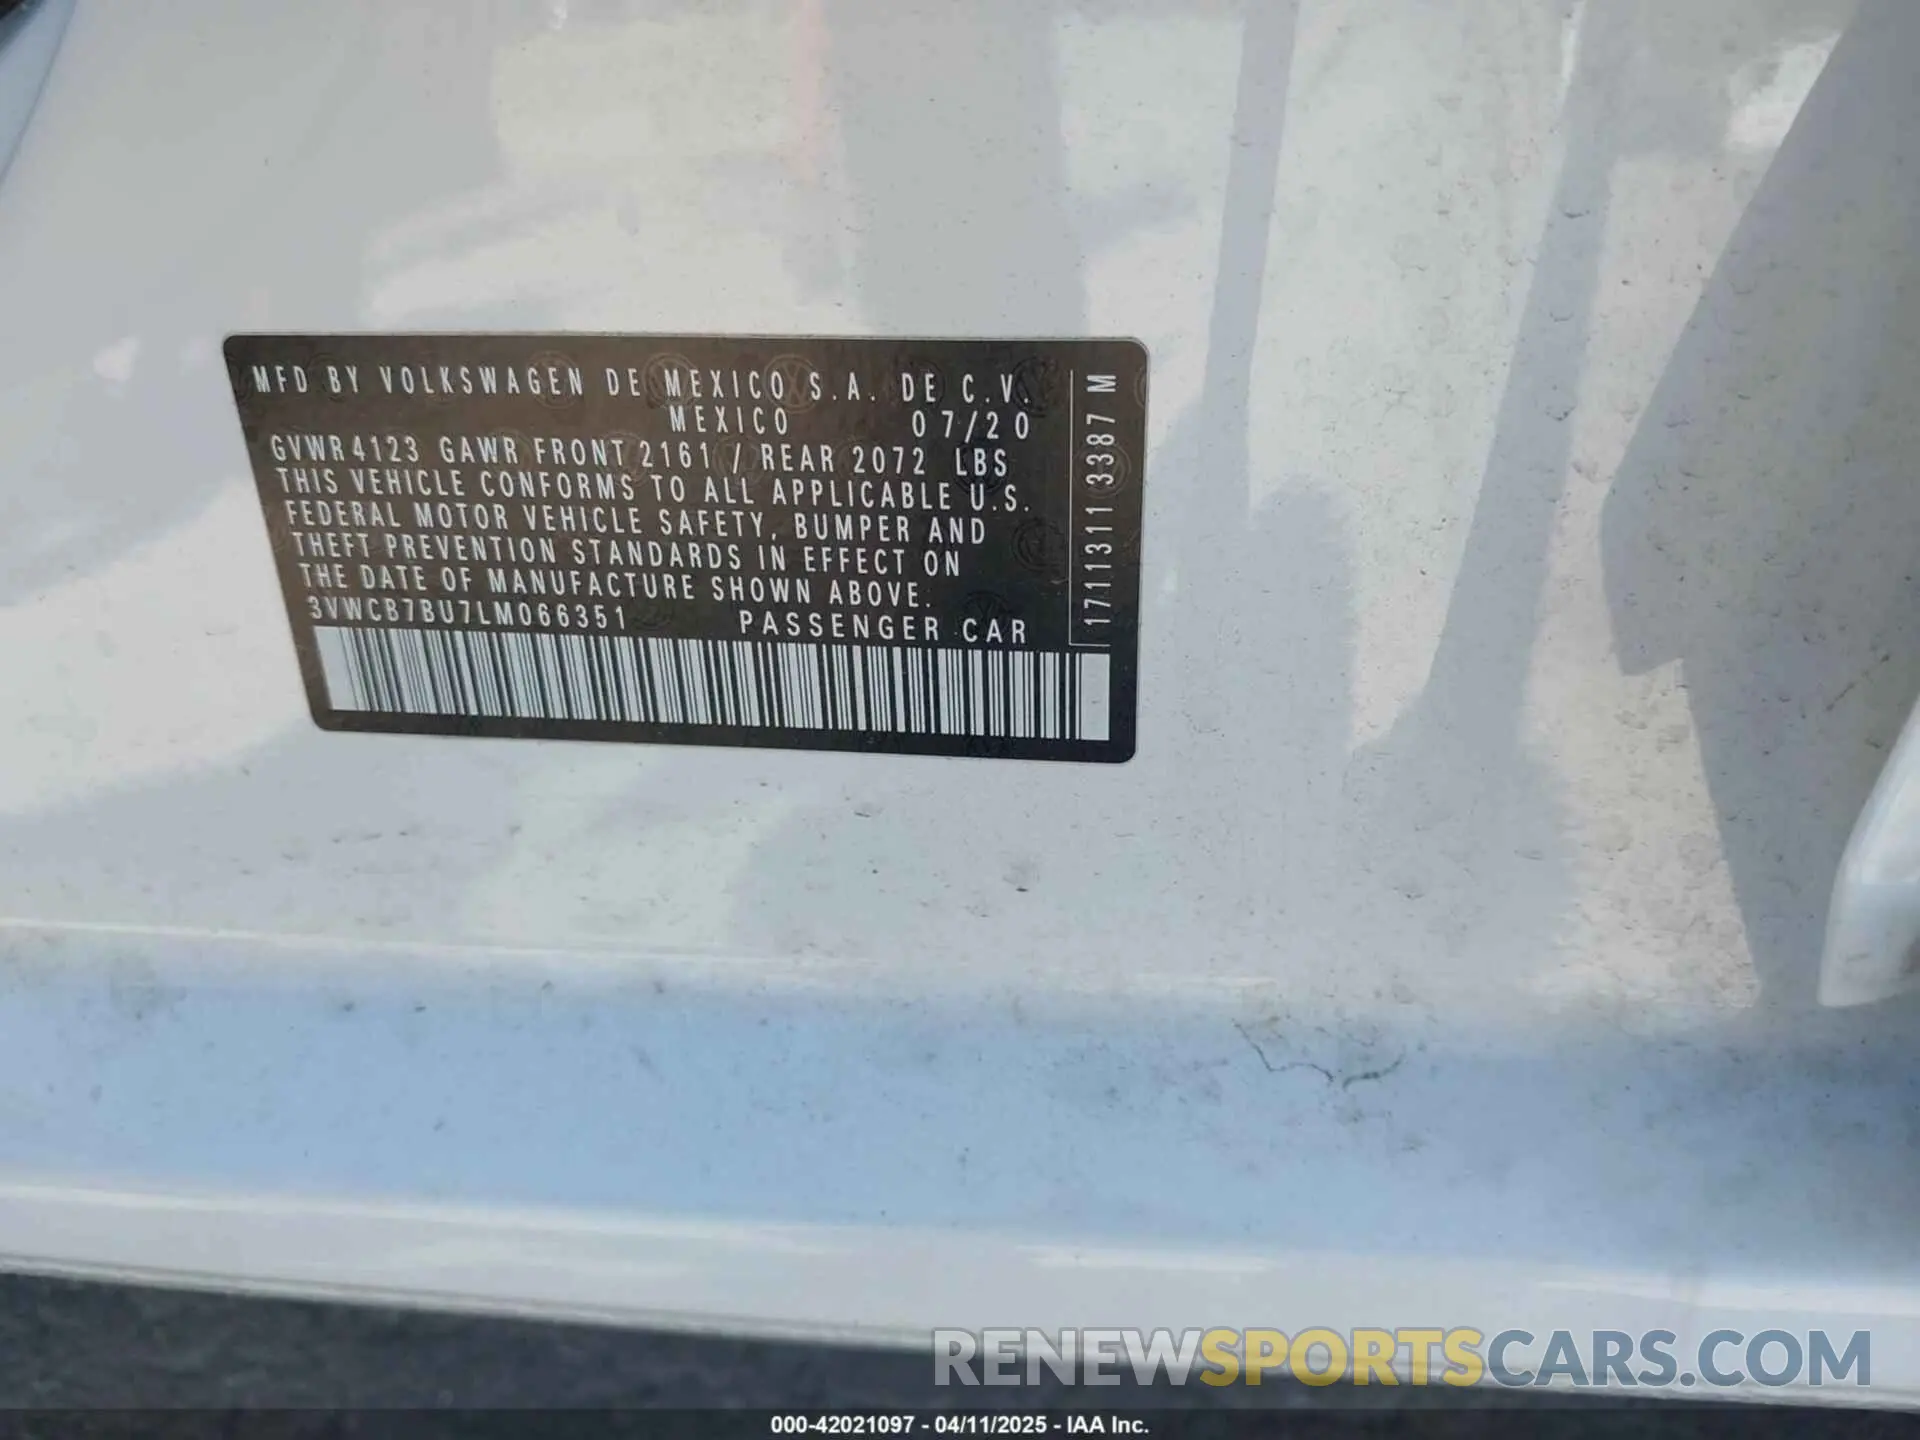 MFD BY VOLKSWAGEN DE MEXICO S.A. DE C.V.
MEXICO 07/20
GVWR 4123 GAWR FRONT 2161 / REAR 2072 LBS
THIS VEHICLE CONFORMS TO ALL APPLICABLE U.S.
FEDERAL MOTOR VEHICLE SAFETY, BUMPER AND
THEFT PREVENTION STANDARDS IN EFFECT ON
THE DATE OF MANUFACTURE SHOWN ABOVE.
3VWCB7BU7LM066351 PASSENGER CAR
17113113387 M
RENEWSPORTSCARS.COM
000-42021097 - 04/11/2025 - IAA Inc.